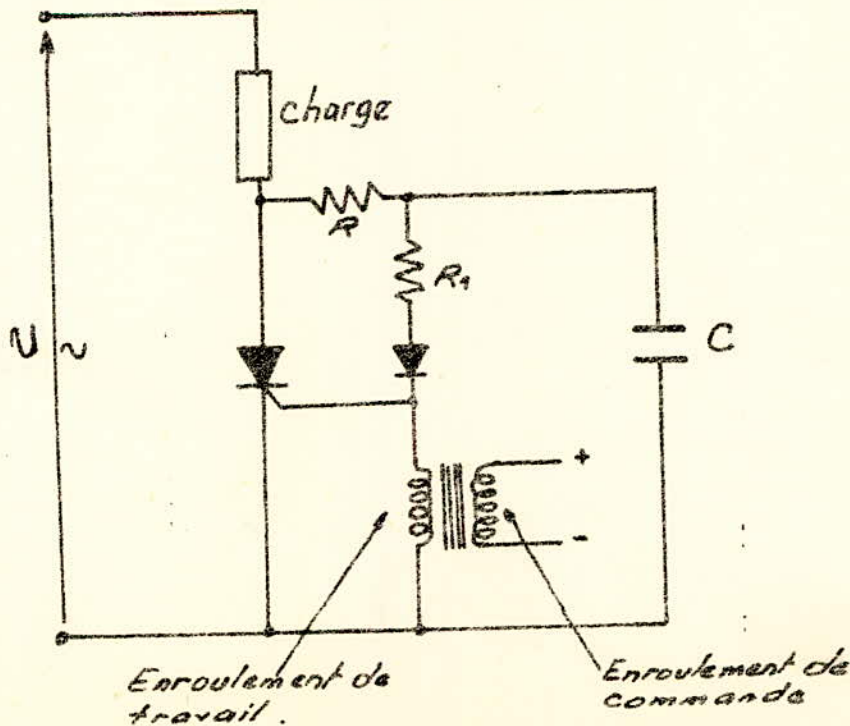 charge
R
R₁
U ~
C
+
-
Enroulement de
travail.
Enroulement de
commande